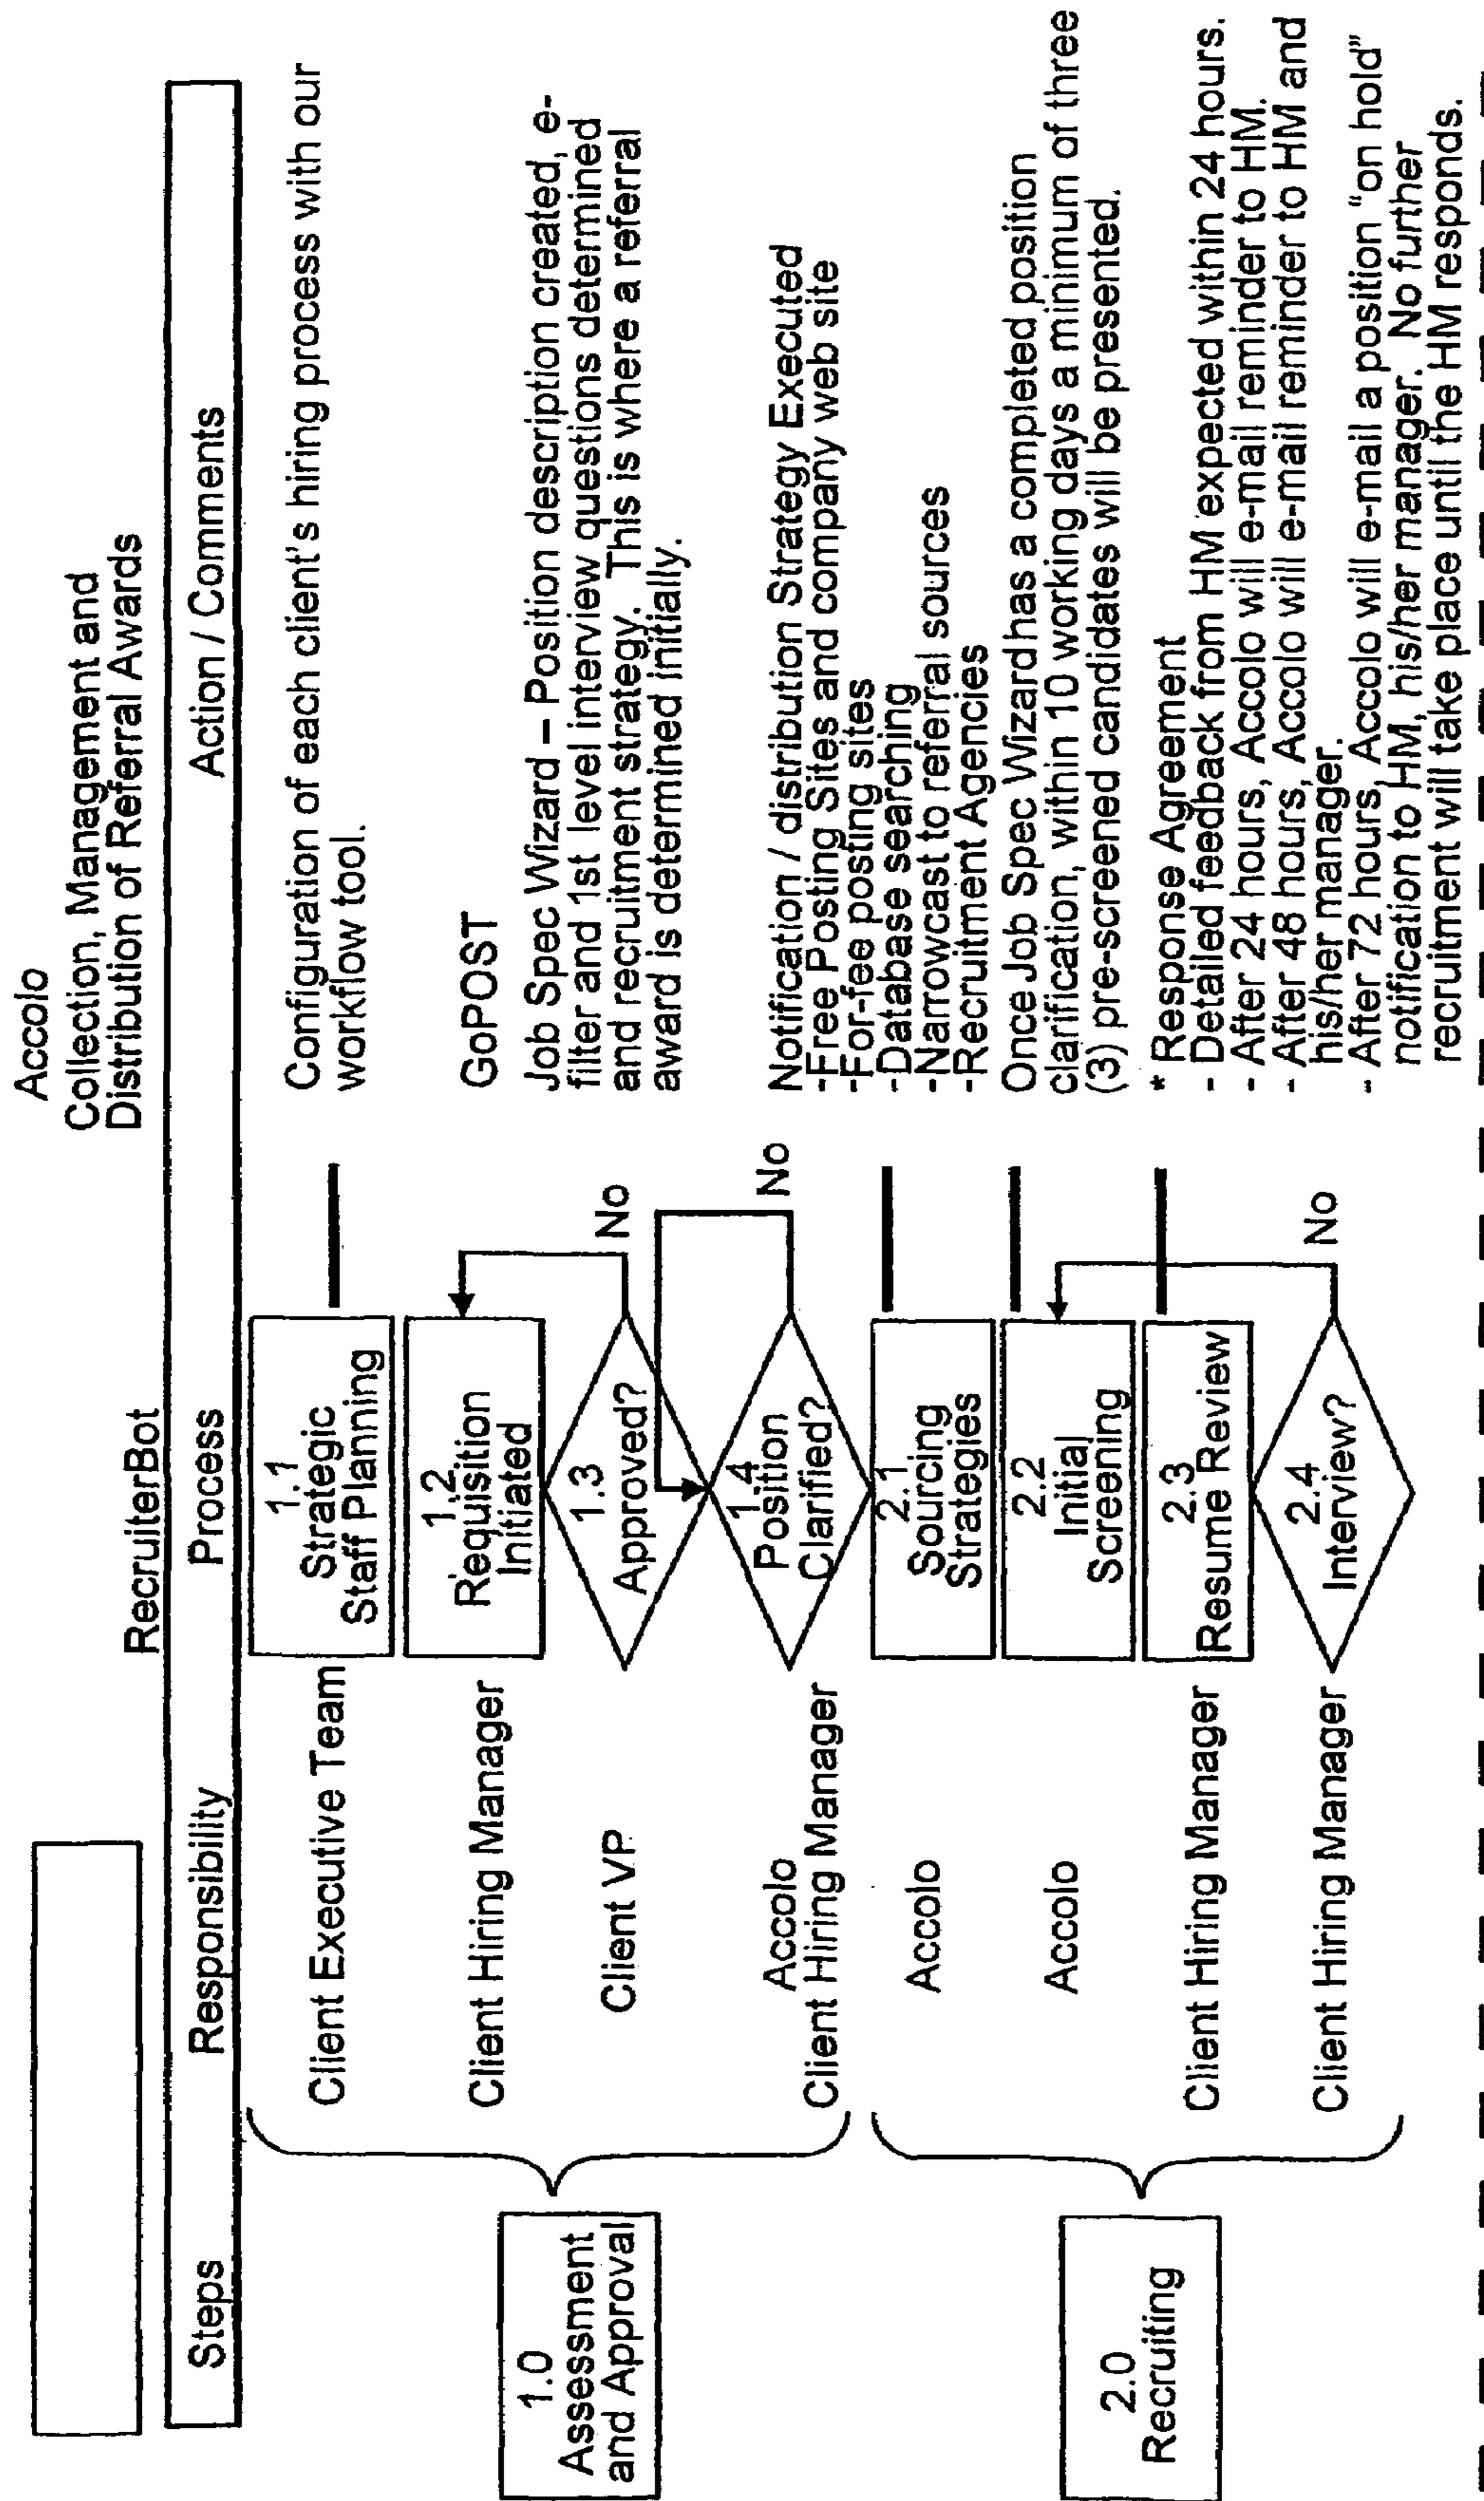 Accolo
Collection, Management and
Distribution of Referral Awards
RecruiterBot
Steps Responsibility Process Action / Comments
1.0
Assessment
and Approval
Client Executive Team
1.1
Strategic
Staff Planning
Configuration of each client's hiring process with our
workflow tool.
Client Hiring Manager
1.2
Requisition
Initiated
GoPOST
Client VP
1.3
Approved?
No
Job Spec Wizard – Position description created, e-
filter and 1st level interview questions determined
and recruitment strategy. This is where a referral
award is determined initially.
Accolo
Client Hiring Manager
1.4
Position
Clarified?
No
2.0
Recruiting
Accolo
2.1
Sourcing
Strategies
Notification / distribution Strategy Executed
-Free Posting Sites and company web site
-For-fee posting sites
-Database searching
-Narrowcast to referral sources
-Recruitment Agencies
Accolo
2.2
Initial
Screening
Once Job Spec Wizard has a completed position
clarification, within 10 working days a minimum of three
(3) pre-screened candidates will be presented.
Client Hiring Manager
2.3
Resume Review
* Response Agreement
- Detailed feedback from HM expected within 24 hours.
- After 24 hours, Accolo will e-mail reminder to HM.
- After 48 hours, Accolo will e-mail reminder to HM and
his/her manager.
- After 72 hours, Accolo will e-mail a position "on hold"
notification to HM, his/her manager. No further
recruitment will take place until the HM responds.
Client Hiring Manager
2.4
Interview?
No